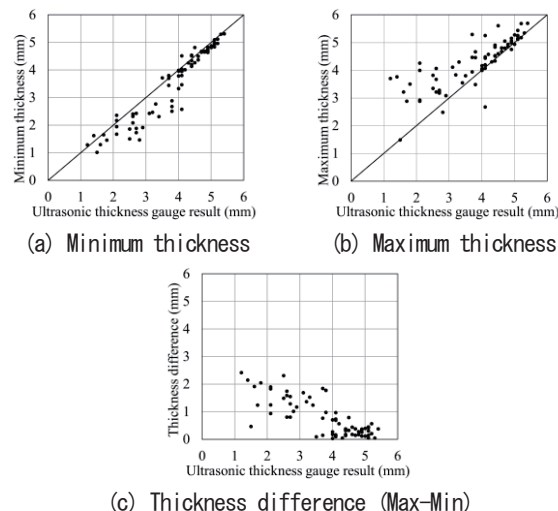 6
5
4
3
2
1
0
Minimum thickness (mm)
0 1 2 3 4 5 6
Ultrasonic thickness gauge result (mm)
(a) Minimum thickness
6
5
4
3
2
1
0
Maximum thickness (mm)
0 1 2 3 4 5 6
Ultrasonic thickness gauge result (mm)
(b) Maximum thickness
6
5
4
3
2
1
0
Thickness difference (mm)
0 1 2 3 4 5 6
Ultrasonic thickness gauge result (mm)
(c) Thickness difference (Max-Min)